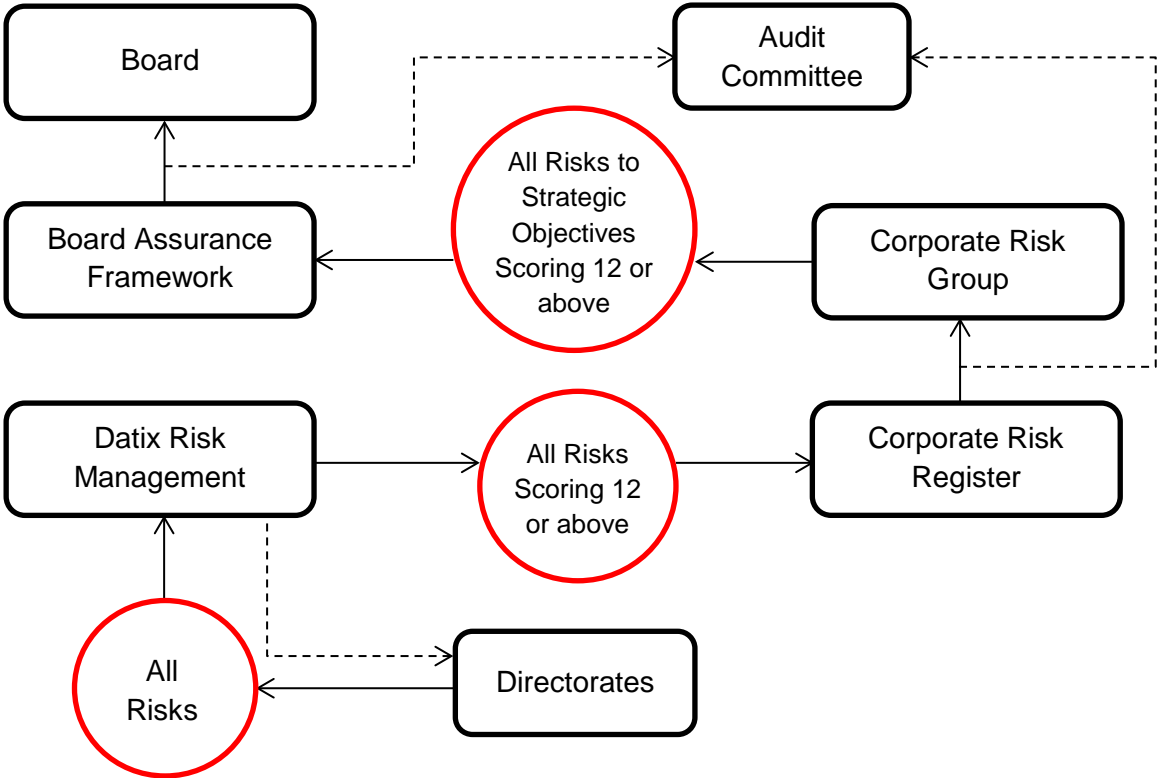 Board
Audit
Committee
All Risks to
Strategic
Objectives
Scoring 12 or
above
Board Assurance
Framework
Corporate Risk
Group
Datix Risk
Management
All Risks
Scoring 12
or above
Corporate Risk
Register
All
Risks
Directorates